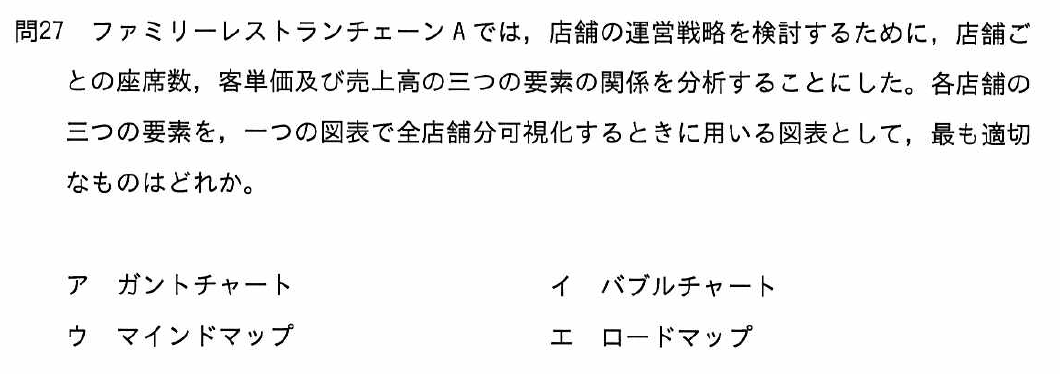 問27 ファミリーレストランチェーンAでは，店舗の運営戦略を検討するために，店舗ご
との座席数，客単価及び売上高の三つの要素の関係を分析することにした。各店舗の
三つの要素を，一つの図表で全店舗分可視化するときに用いる図表として，最も適切
なものはどれか。
ア ガントチャート イ バブルチャート
ウ マインドマップ エ ロードマップ